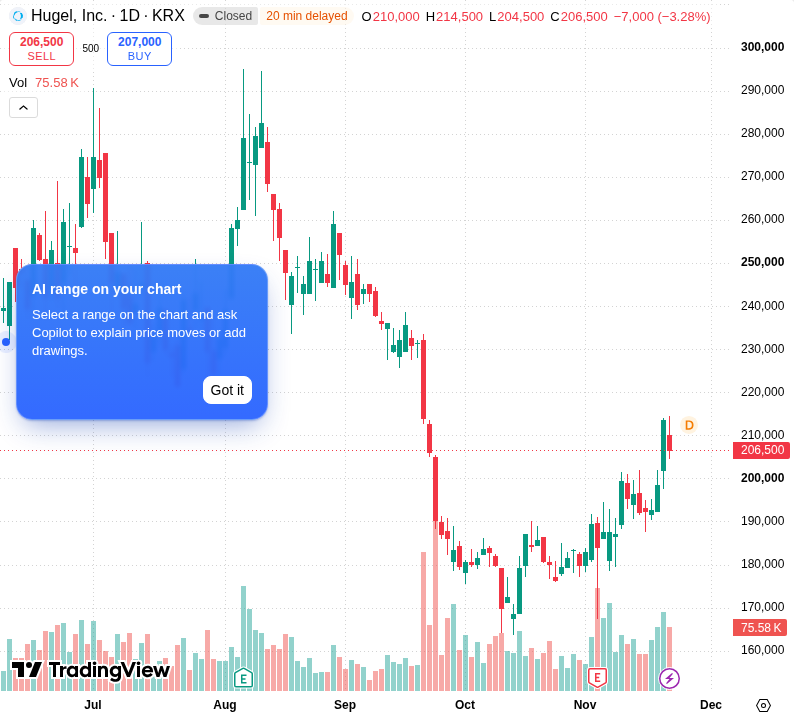 Hugel, Inc. · 1D · KRX Closed 20 min delayed O210,000 H214,500 L204,500 C206,500 −7,000 (−3.28%)
206,500 SELL 500 207,000 BUY
Vol 75.58 K
300,000
290,000
280,000
270,000
260,000
250,000
240,000
230,000
220,000
210,000
206,500
200,000
190,000
180,000
170,000
75.58 K
160,000
AI range on your chart
Select a range on the chart and ask
Copilot to explain price moves or add
drawings.
Got it
D
TradingView
E
E
Jul Aug Sep Oct Nov Dec